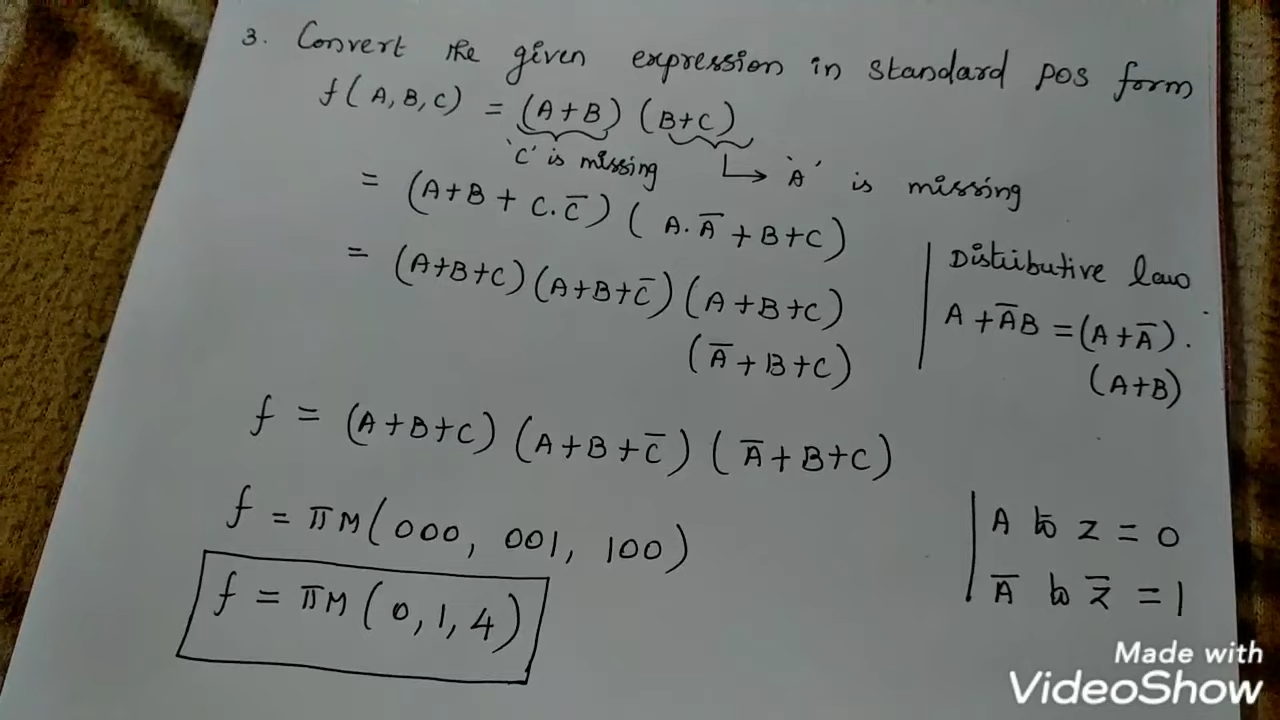 3. Convert the given expression in standard POS form
f(A,B,C) = (A+B) (B+C)
'C' is missing 'A' is missing
= (A+B+C.C̅) (A.A̅+B+C)
= (A+B+C) (A+B+C̅) (A+B+C)
(A̅+B+C)
Distributive law
A+A̅B = (A+A̅).
(A+B)
f = (A+B+C) (A+B+C̅) (A̅+B+C)
f = πM(000, 001, 100)
f = πM(0,1,4)
A to Z = 0
A̅ to Z̅ = 1
Made with
VideoShow